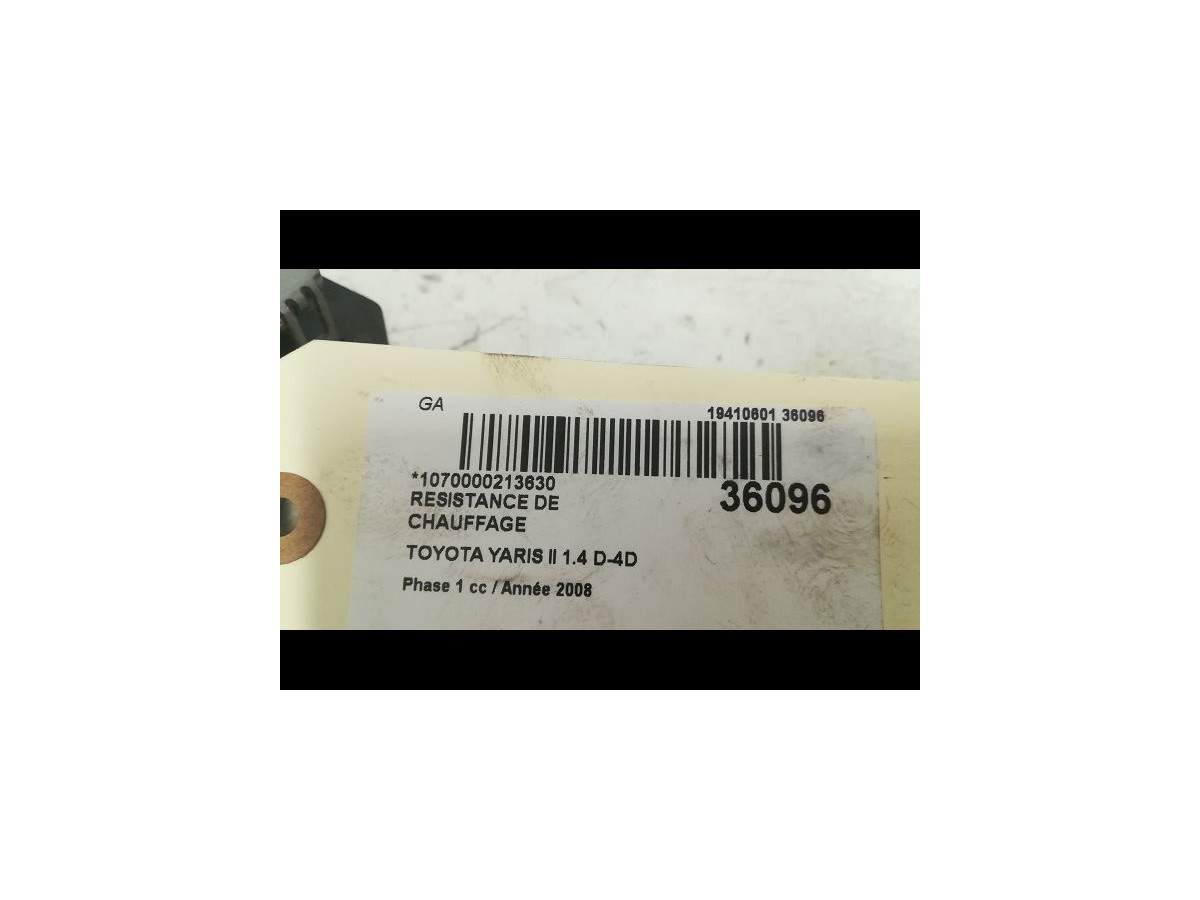 GA
19410601 36096
*1070000213630
36096
RESISTANCE DE
CHAUFFAGE
TOYOTA YARIS II 1.4 D-4D
Phase 1 cc / Année 2008